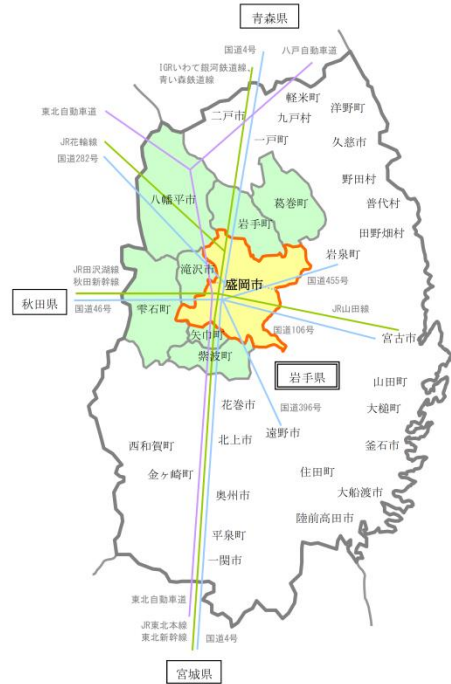 青森県
国道4号
八戸自動車道
IGRいわて銀河鉄道線、
青い森鉄道線
軽米町
洋野町
二戸市
九戸村
東北自動車道
一戸町
久慈市
JR花輪線
国道282号
野田村
八幡平市
葛巻町
普代村
岩手町
田野畑村
岩泉町
滝沢市
JR田沢湖線
秋田新幹線
盛岡市
国道455号
秋田県
国道46号
雫石町
JR山田線
国道106号
宮古市
矢巾町
紫波町
岩手県
山田町
花巻市
国道396号
大槌町
北上市
遠野市
西和賀町
釜石市
金ヶ崎町
住田町
奥州市
大船渡市
陸前高田市
平泉町
一関市
東北自動車道
JR東北本線
東北新幹線
国道4号
宮城県